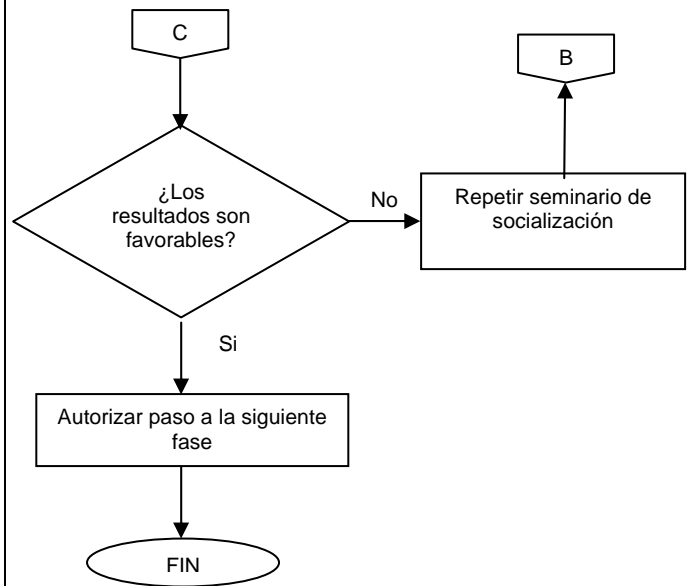 C
B
¿Los
resultados son
favorables?
No
Repetir seminario de
socialización
Si
Autorizar paso a la siguiente
fase
FIN